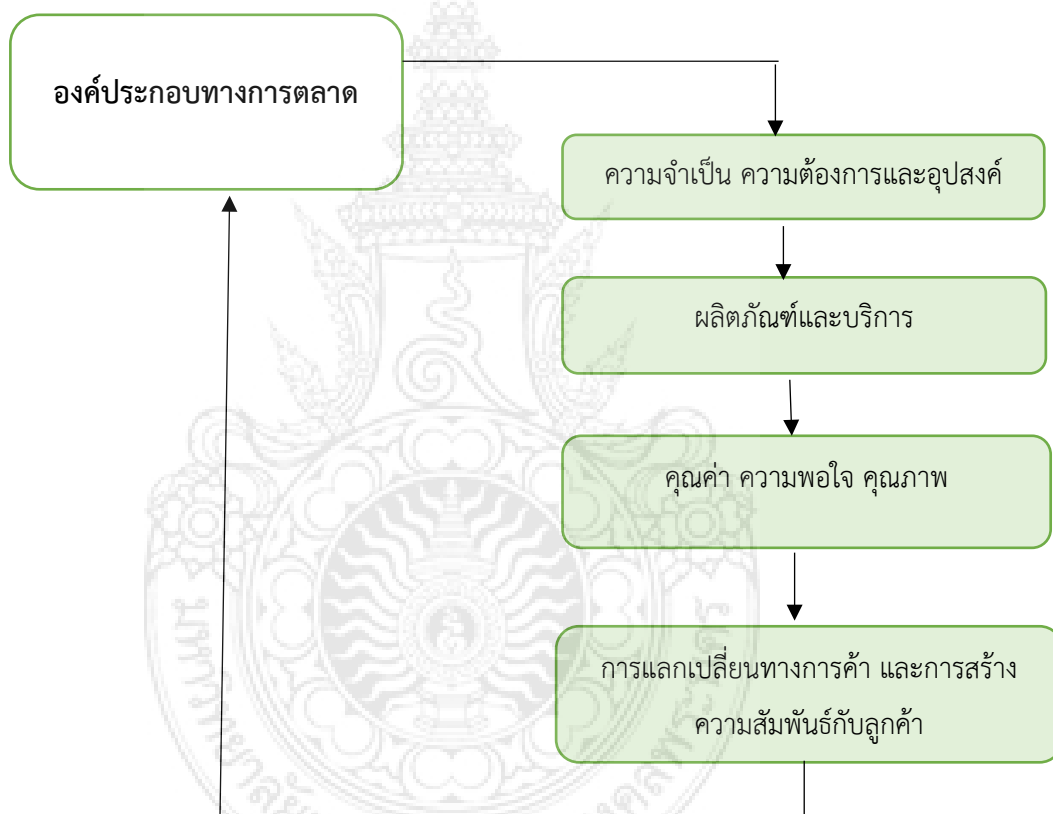 องค์ประกอบทางการตลาด
ความจำเป็น ความต้องการและอุปสงค์
ผลิตภัณฑ์และบริการ
คุณค่า ความพอใจ คุณภาพ
การแลกเปลี่ยนทางการค้า และการสร้าง
ความสัมพันธ์กับลูกค้า